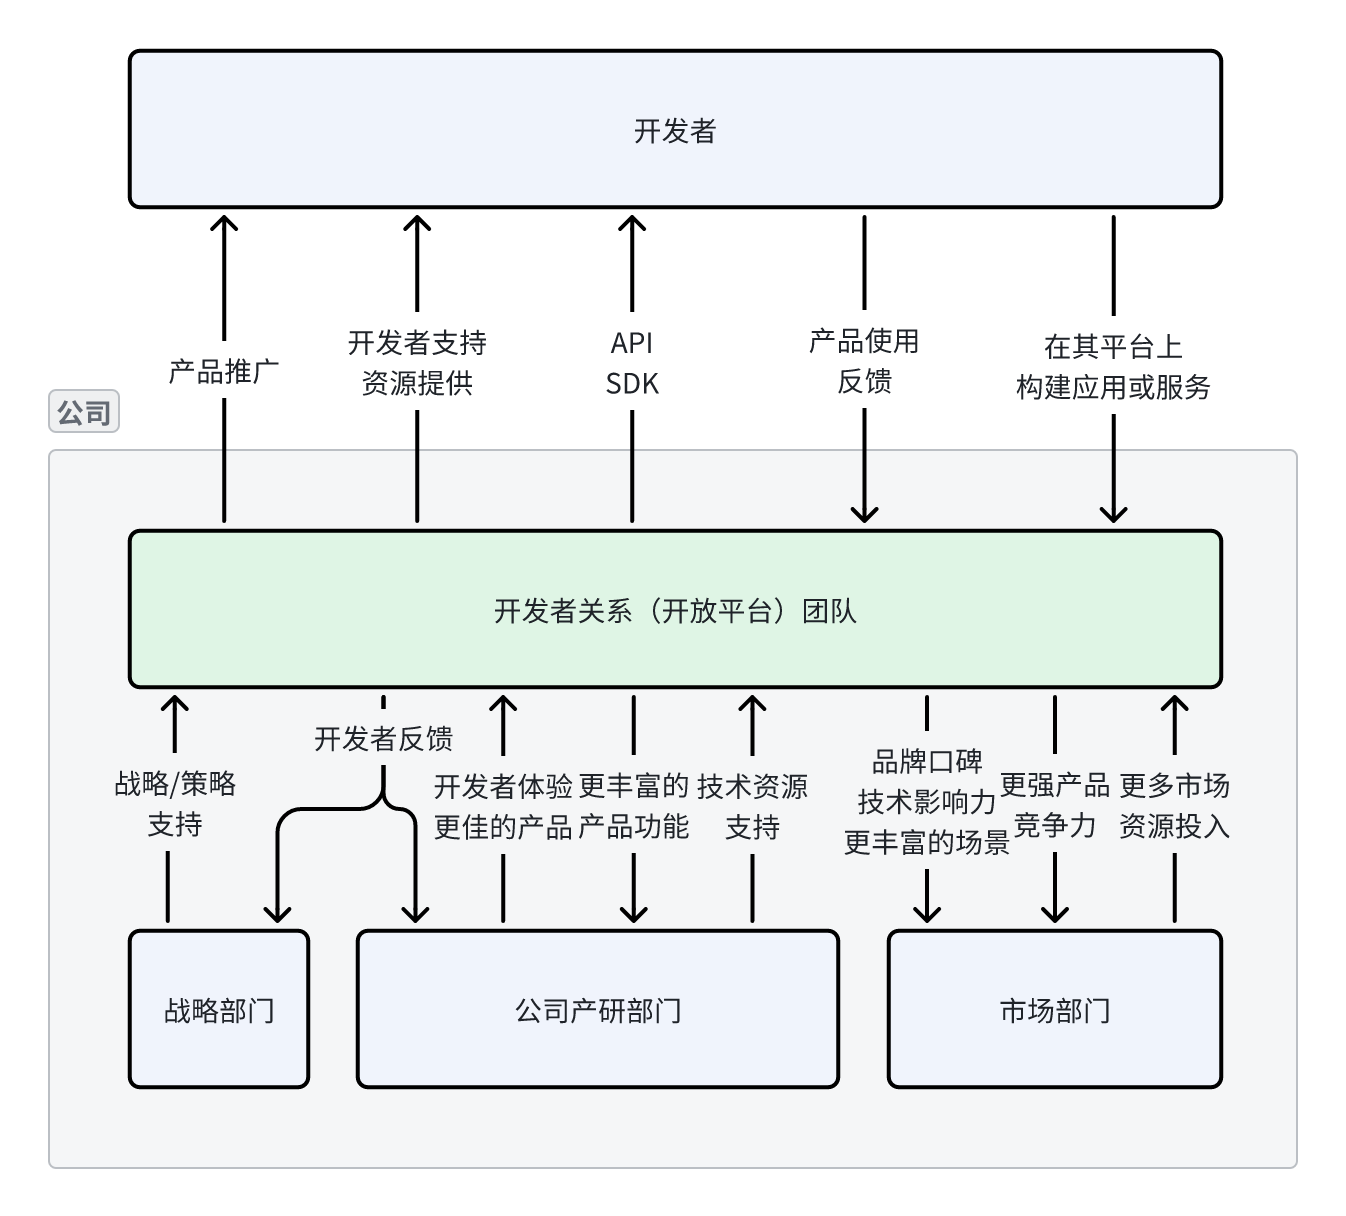 开发者
产品推广
开发者支持
资源提供
API
SDK
产品使用
反馈
在其平台上
构建应用或服务
公司
开发者关系（开放平台）团队
战略/策略
支持
开发者反馈
开发者体验
更佳的产品
更丰富的
产品功能
技术资源
支持
品牌口碑
技术影响力
更丰富的场景
更强产品
竞争力
更多市场
资源投入
战略部门
公司产研部门
市场部门